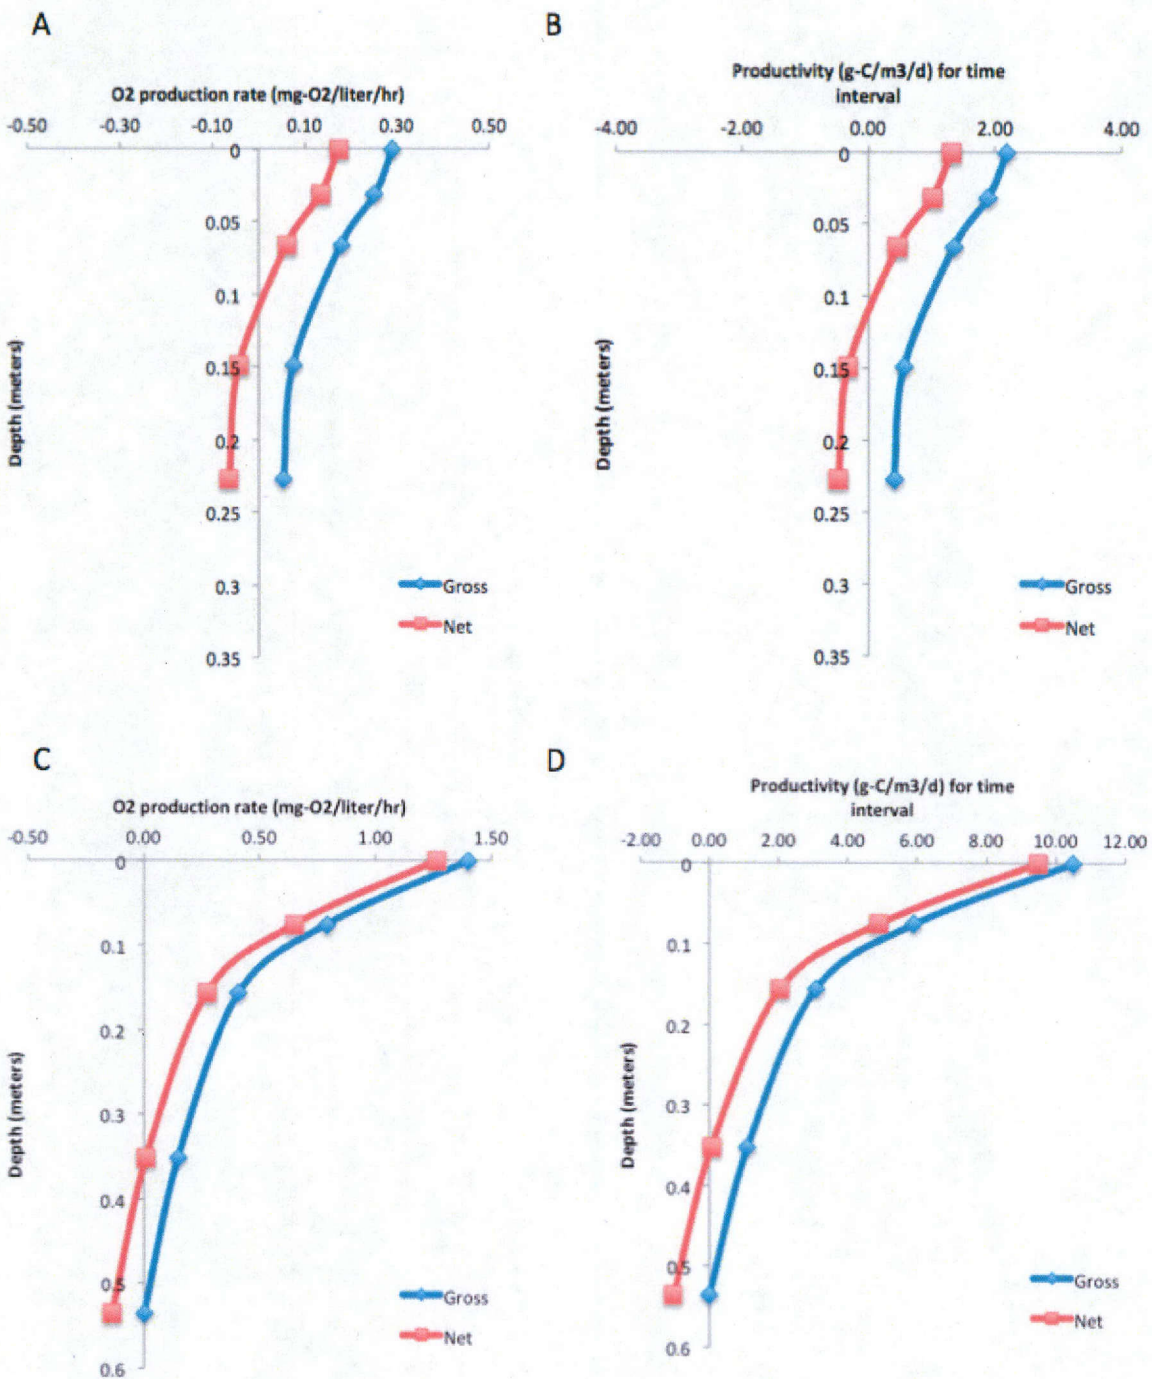 A
O2 production rate (mg-O2/liter/hr)
-0.50 -0.30 -0.10 0.10 0.30 0.50
0
0.05
0.1
0.15
0.2
0.25
0.3
0.35
Depth (meters)
Gross
Net
B
Productivity (g-C/m3/d) for time
interval
-4.00 -2.00 0.00 2.00 4.00
0
0.05
0.1
0.15
0.2
0.25
0.3
0.35
Depth (meters)
Gross
Net
C
O2 production rate (mg-O2/liter/hr)
-0.50 0.00 0.50 1.00 1.50
0
0.1
0.2
0.3
0.4
0.5
0.6
Depth (meters)
Gross
Net
D
Productivity (g-C/m3/d) for time
interval
-2.00 0.00 2.00 4.00 6.00 8.00 10.00 12.00
0
0.1
0.2
0.3
0.4
0.5
0.6
Depth (meters)
Gross
Net